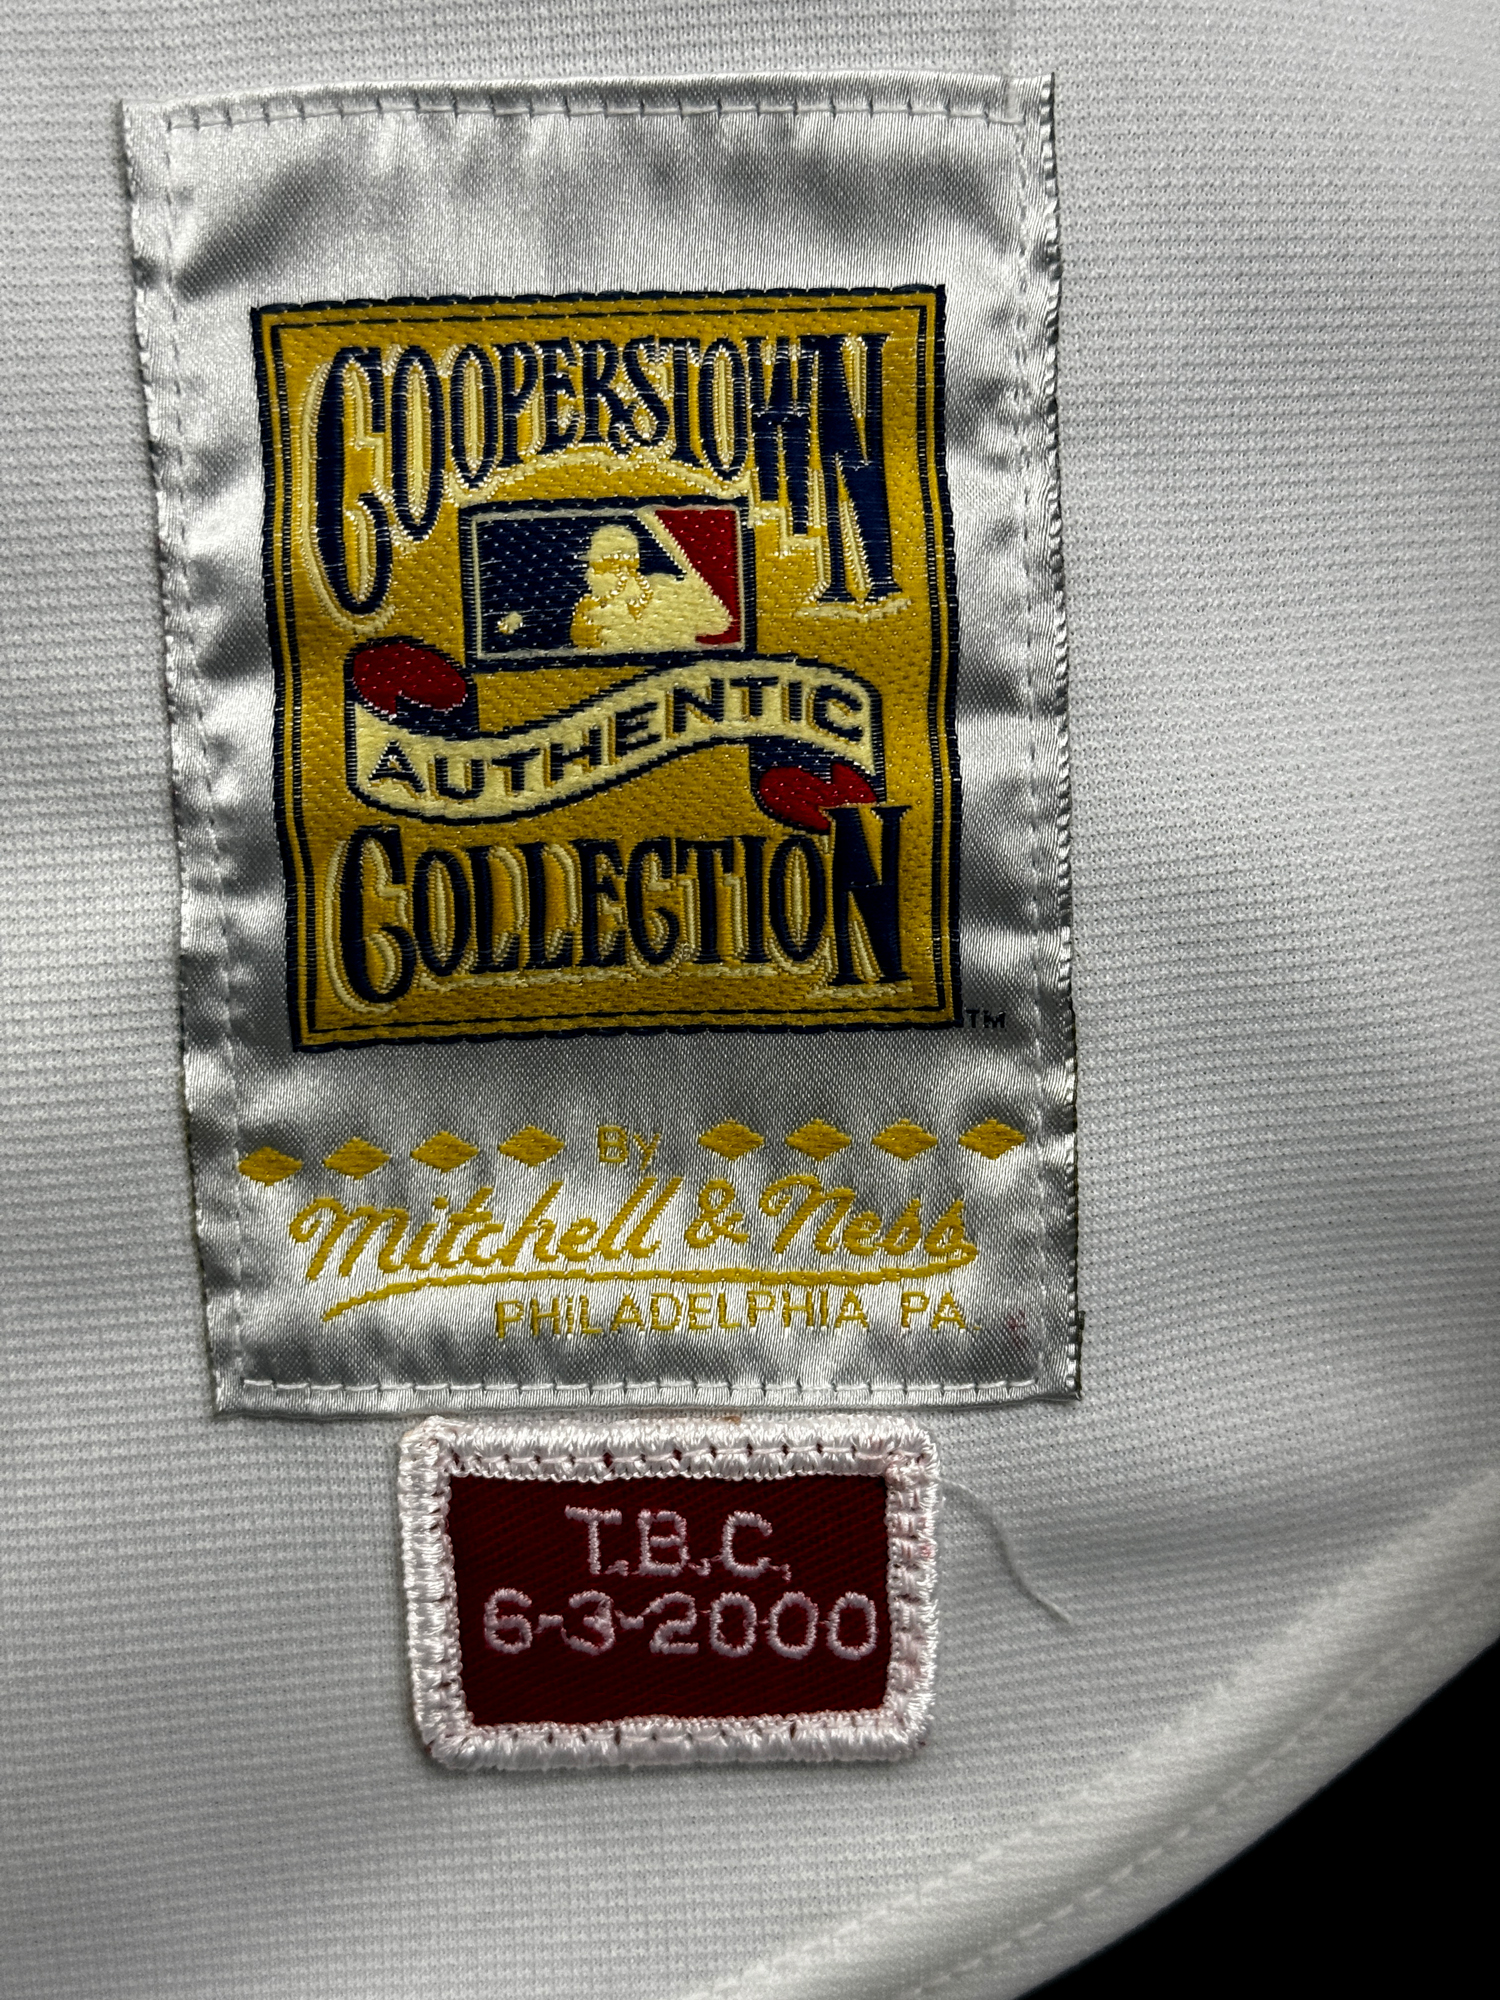 COOPERSTOWN
AUTHENTIC
COLLECTION
TM
By
Mitchell & Ness
PHILADELPHIA PA.
T.B.C.
6-3-2000